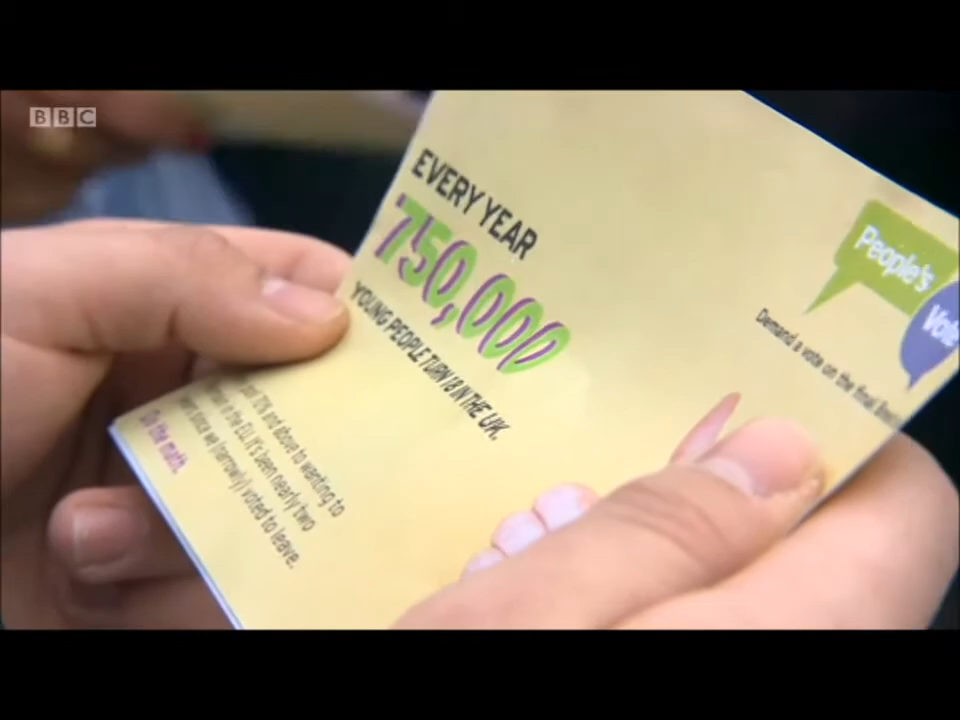 BBC
EVERY YEAR
750,000
YOUNG PEOPLE TURN 18 IN THE UK.
70% and above to wanting to
in the EU. It's been nearly two
since we (narrowly) voted to leave.
Do the math.
People's
Vote
Demand a vote on the final